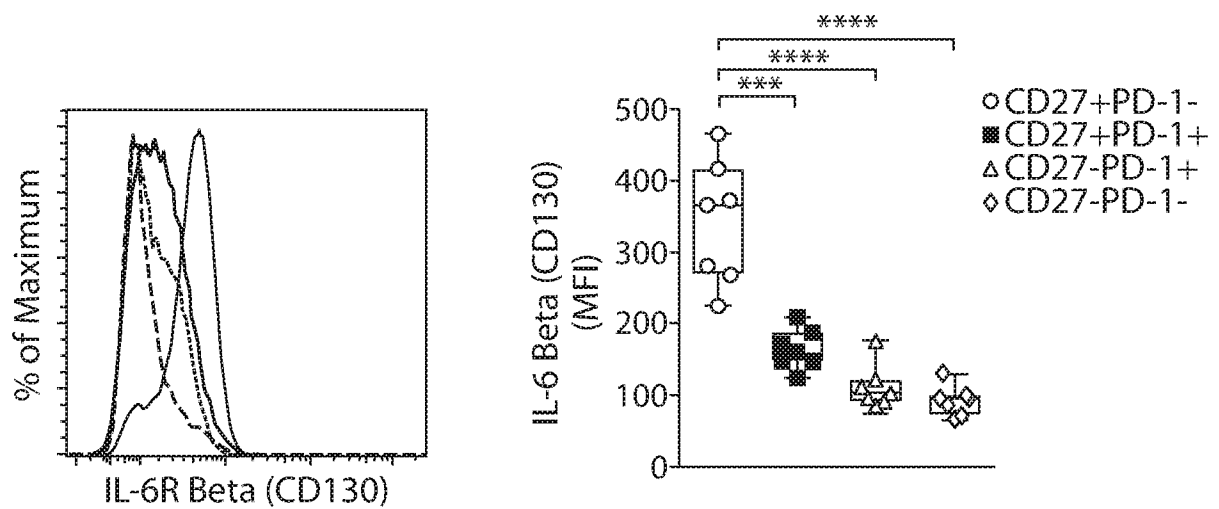 % of Maximum
IL-6R Beta (CD130)
IL-6 Beta (CD130)
(MFI)
500
400
300
200
100
0
****
****
***
CD27+PD-1-
CD27+PD-1+
CD27-PD-1+
CD27-PD-1-